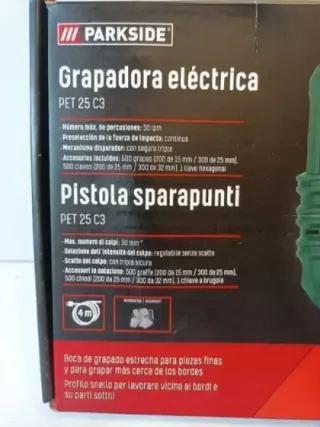 /// PARKSIDE®
Grapadora eléctrica
PET 25 C3
- Número máx. de percusiones: 30 ipm
- Preselección de la fuerza de impacto: continua
- Mecanismo disparador: con seguro triple
- Accesorios incluidos: 500 grapas (200 de 15 mm / 300 de 25 mm),
500 clavos (200 de 25 mm / 300 de 32 mm), 1 llave hexagonal
Pistola sparapunti
PET 25 C3
- Max. numero di colpi: 30 min⁻¹
- Selezione dell'intensità del colpo: regolabile senza scatto
- Scatto del colpo: con tripla sicura
- Accessori in dotazione: 500 graffe (200 da 15 mm / 300 da 25 mm),
500 chiodi (200 da 25 mm / 300 da 32 mm), 1 chiave a brugola
4 m
Boca de grapado estrecha para piezas finas
y para grapar más cerca de los bordes
Profilo snello per lavorare vicino ai bordi e
su parti sottili